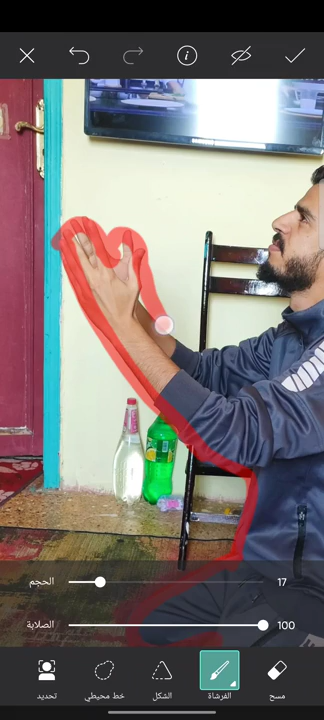 الحجم 17
الصلابة 100
تحديد
خط محيطي
الشكل
الفرشاة
مسح